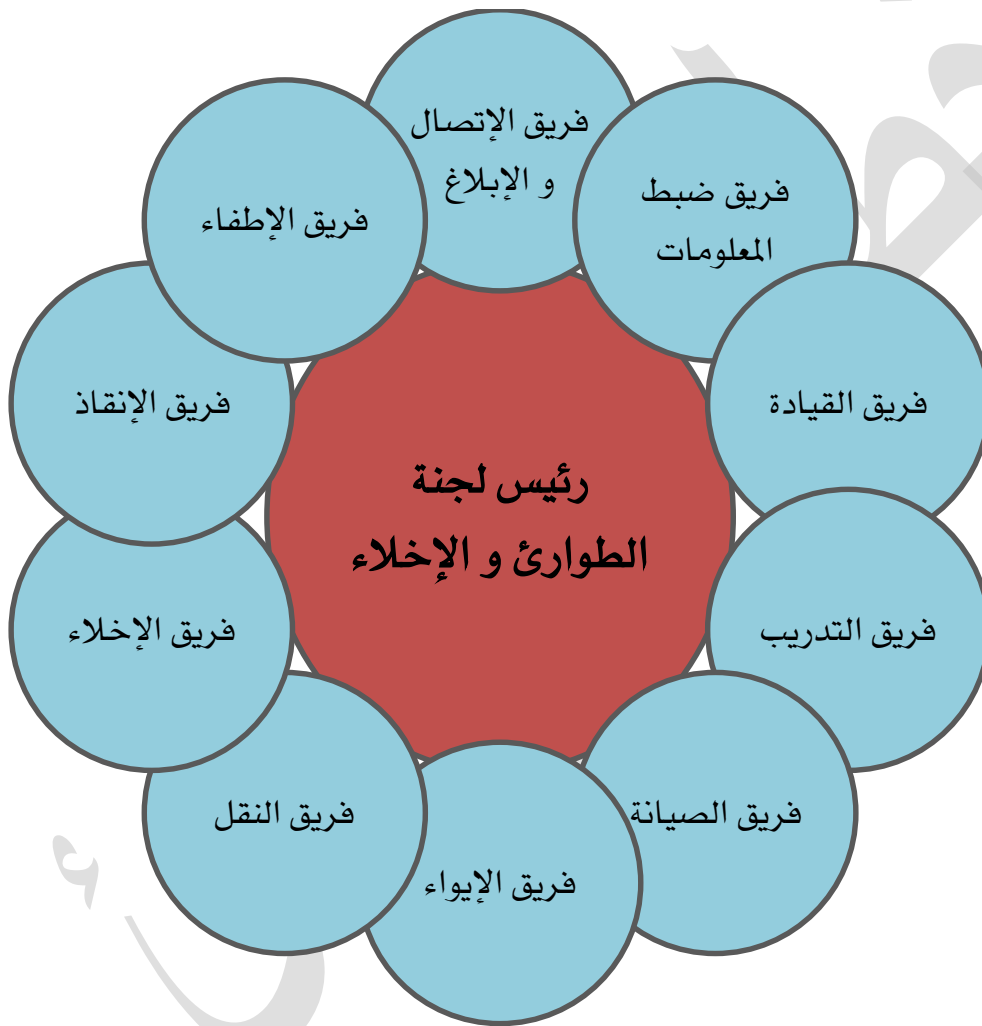 فريق الإتصال
و الإبلاغ
فريق ضبط
المعلومات
فريق القيادة
فريق التدريب
فريق الصيانة
فريق الإيواء
فريق النقل
فريق الإخلاء
فريق الإنقاذ
فريق الإطفاء
رئيس لجنة
الطوارئ و الإخلاء